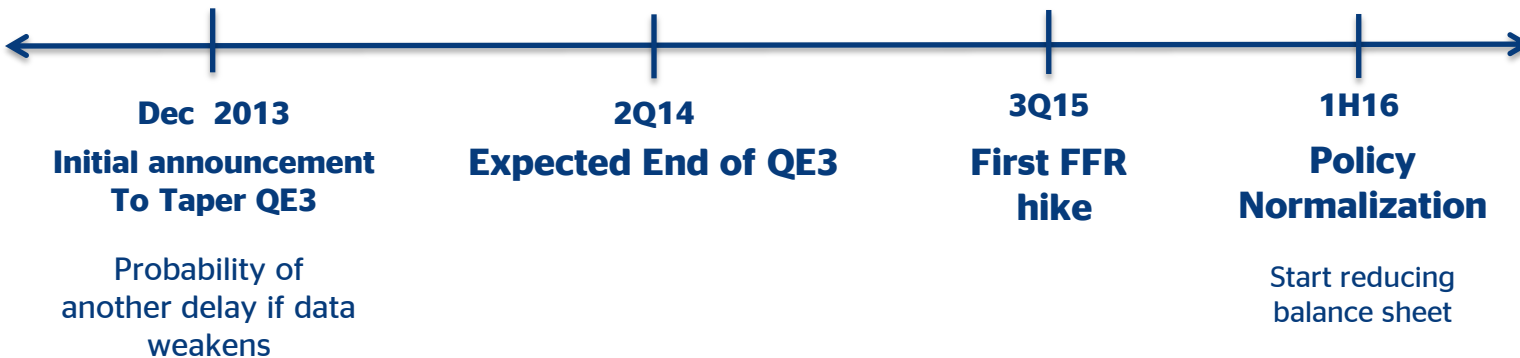 Dec 2013
Initial announcement
To Taper QE3
Probability of
another delay if data
weakens
2Q14
Expected End of QE3
3Q15
First FFR
hike
1H16
Policy
Normalization
Start reducing
balance sheet